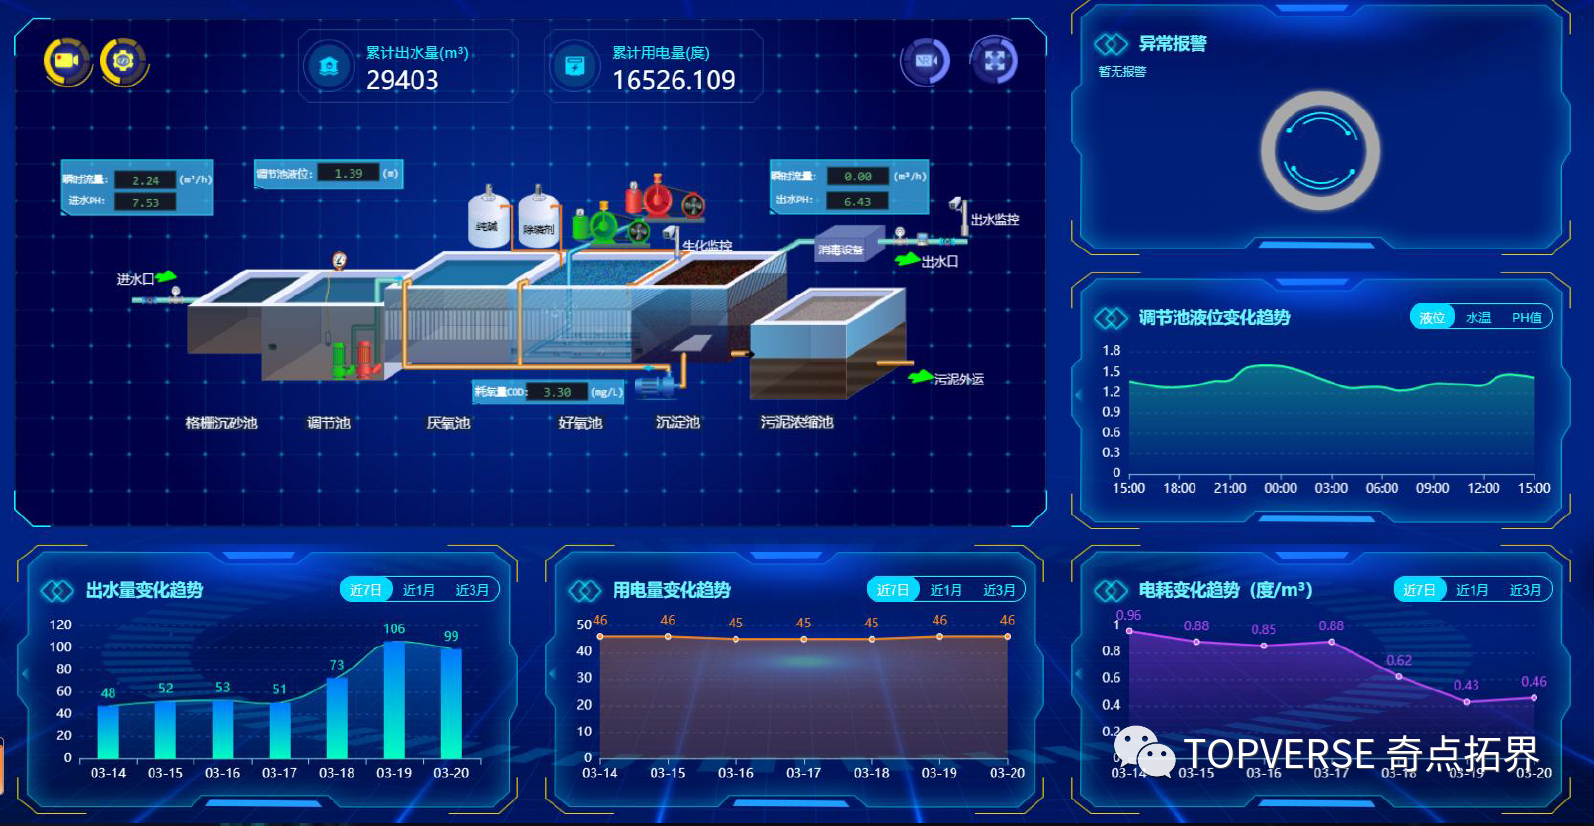 累计出水量(m³)
29403
累计用电量(度)
16526.109
瞬时流量:
2.24
(m³/h)
进水PH:
7.53
调节池液位:
1.39
(m)
瞬时流量:
0.00
(m³/h)
出水PH:
6.43
纯碱
除磷剂
生化监控
消毒设备
出水监控
出水口
进水口
污泥外运
耗氧量COD:
3.30
(mg/L)
格栅沉砂池
调节池
厌氧池
好氧池
沉淀池
污泥浓缩池
异常报警
暂无报警
调节池液位变化趋势
液位 水温 PH值
1.8
1.5
1.2
0.9
0.6
0.3
0
15:00 18:00 21:00 00:00 03:00 06:00 09:00 12:00 15:00
出水量变化趋势
近7日 近1月 近3月
120
100
80
60
40
20
0
48 52 53 51 73 106 99
03-14 03-15 03-16 03-17 03-18 03-19 03-20
用电量变化趋势
近7日 近1月 近3月
50
40
30
20
10
0
46 46 45 45 45 46 46
03-14 03-15 03-16 03-17 03-18 03-19 03-20
电耗变化趋势（度/m³）
近7日 近1月 近3月
1
0.8
0.6
0.4
0.2
0
0.96 0.88 0.85 0.88 0.62 0.43 0.46
03-14 03-15 03-16 03-17 03-18 03-19 03-20
TOPVERSE 奇点拓界